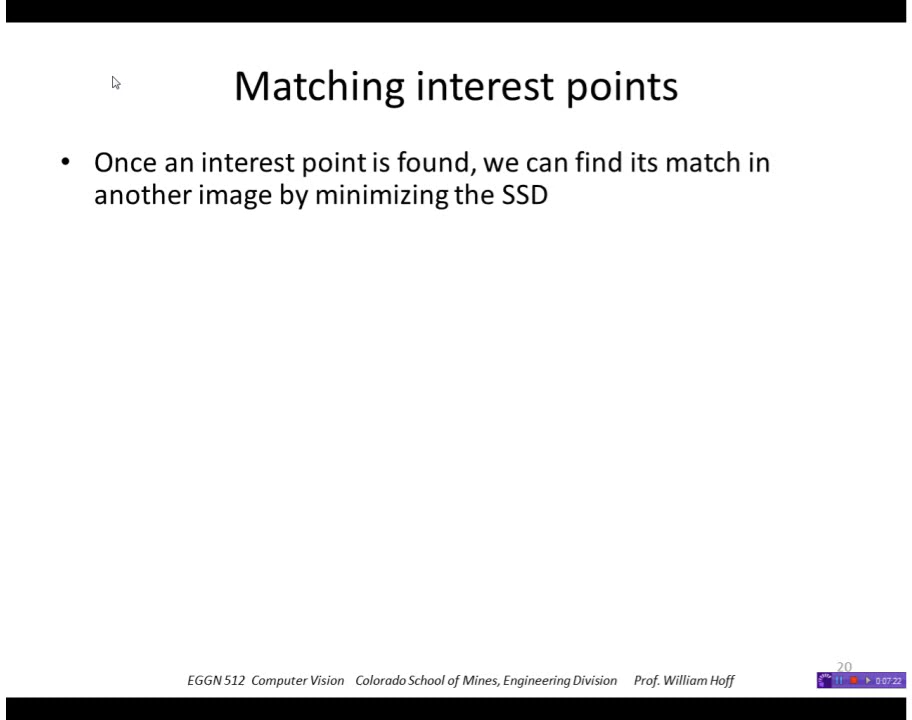 Matching interest points
• Once an interest point is found, we can find its match in
another image by minimizing the SSD
20
EGGN 512 Computer Vision Colorado School of Mines, Engineering Division Prof. William Hoff
0:07:22